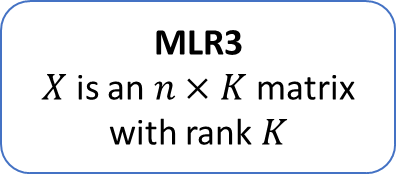 MLR3
X is an n × K matrix
with rank K